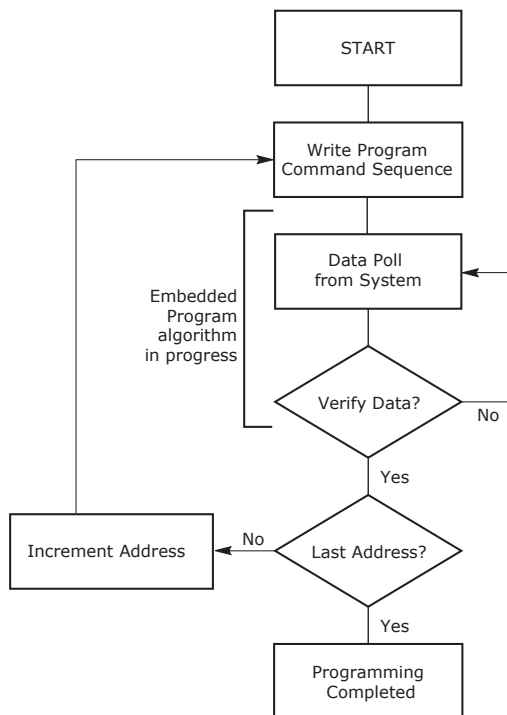 START
Write Program
Command Sequence
Data Poll
from System
Embedded
Program
algorithm
in progress
Verify Data?
No
Yes
Increment Address
No
Last Address?
Yes
Programming
Completed